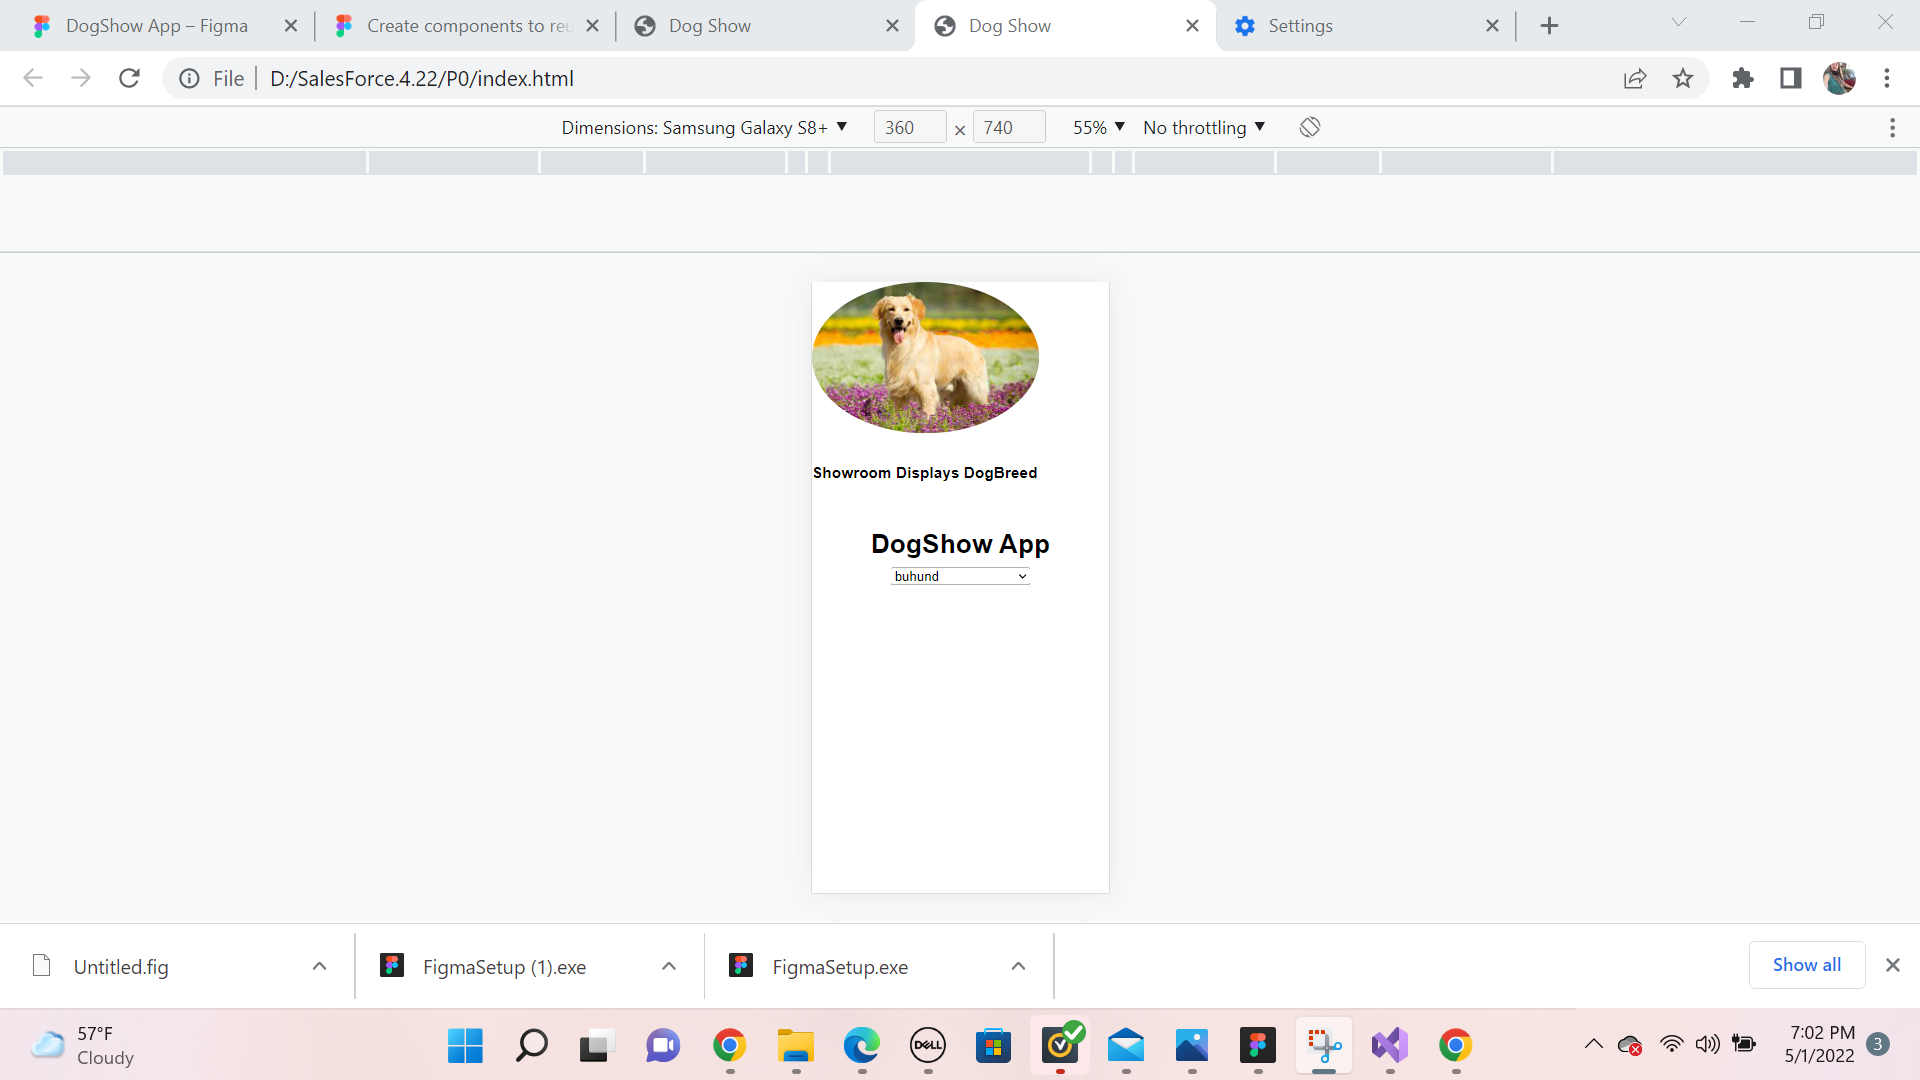 DogShow App – Figma
Create components to reu
Dog Show
Dog Show
Settings
File
D:/SalesForce.4.22/P0/index.html
Dimensions: Samsung Galaxy S8+ ▼
360 × 740
55% ▼
No throttling ▼
Showroom Displays DogBreed
DogShow App
buhund
Untitled.fig
FigmaSetup (1).exe
FigmaSetup.exe
Show all
57°F
Cloudy
DELL
7:02 PM
5/1/2022
3